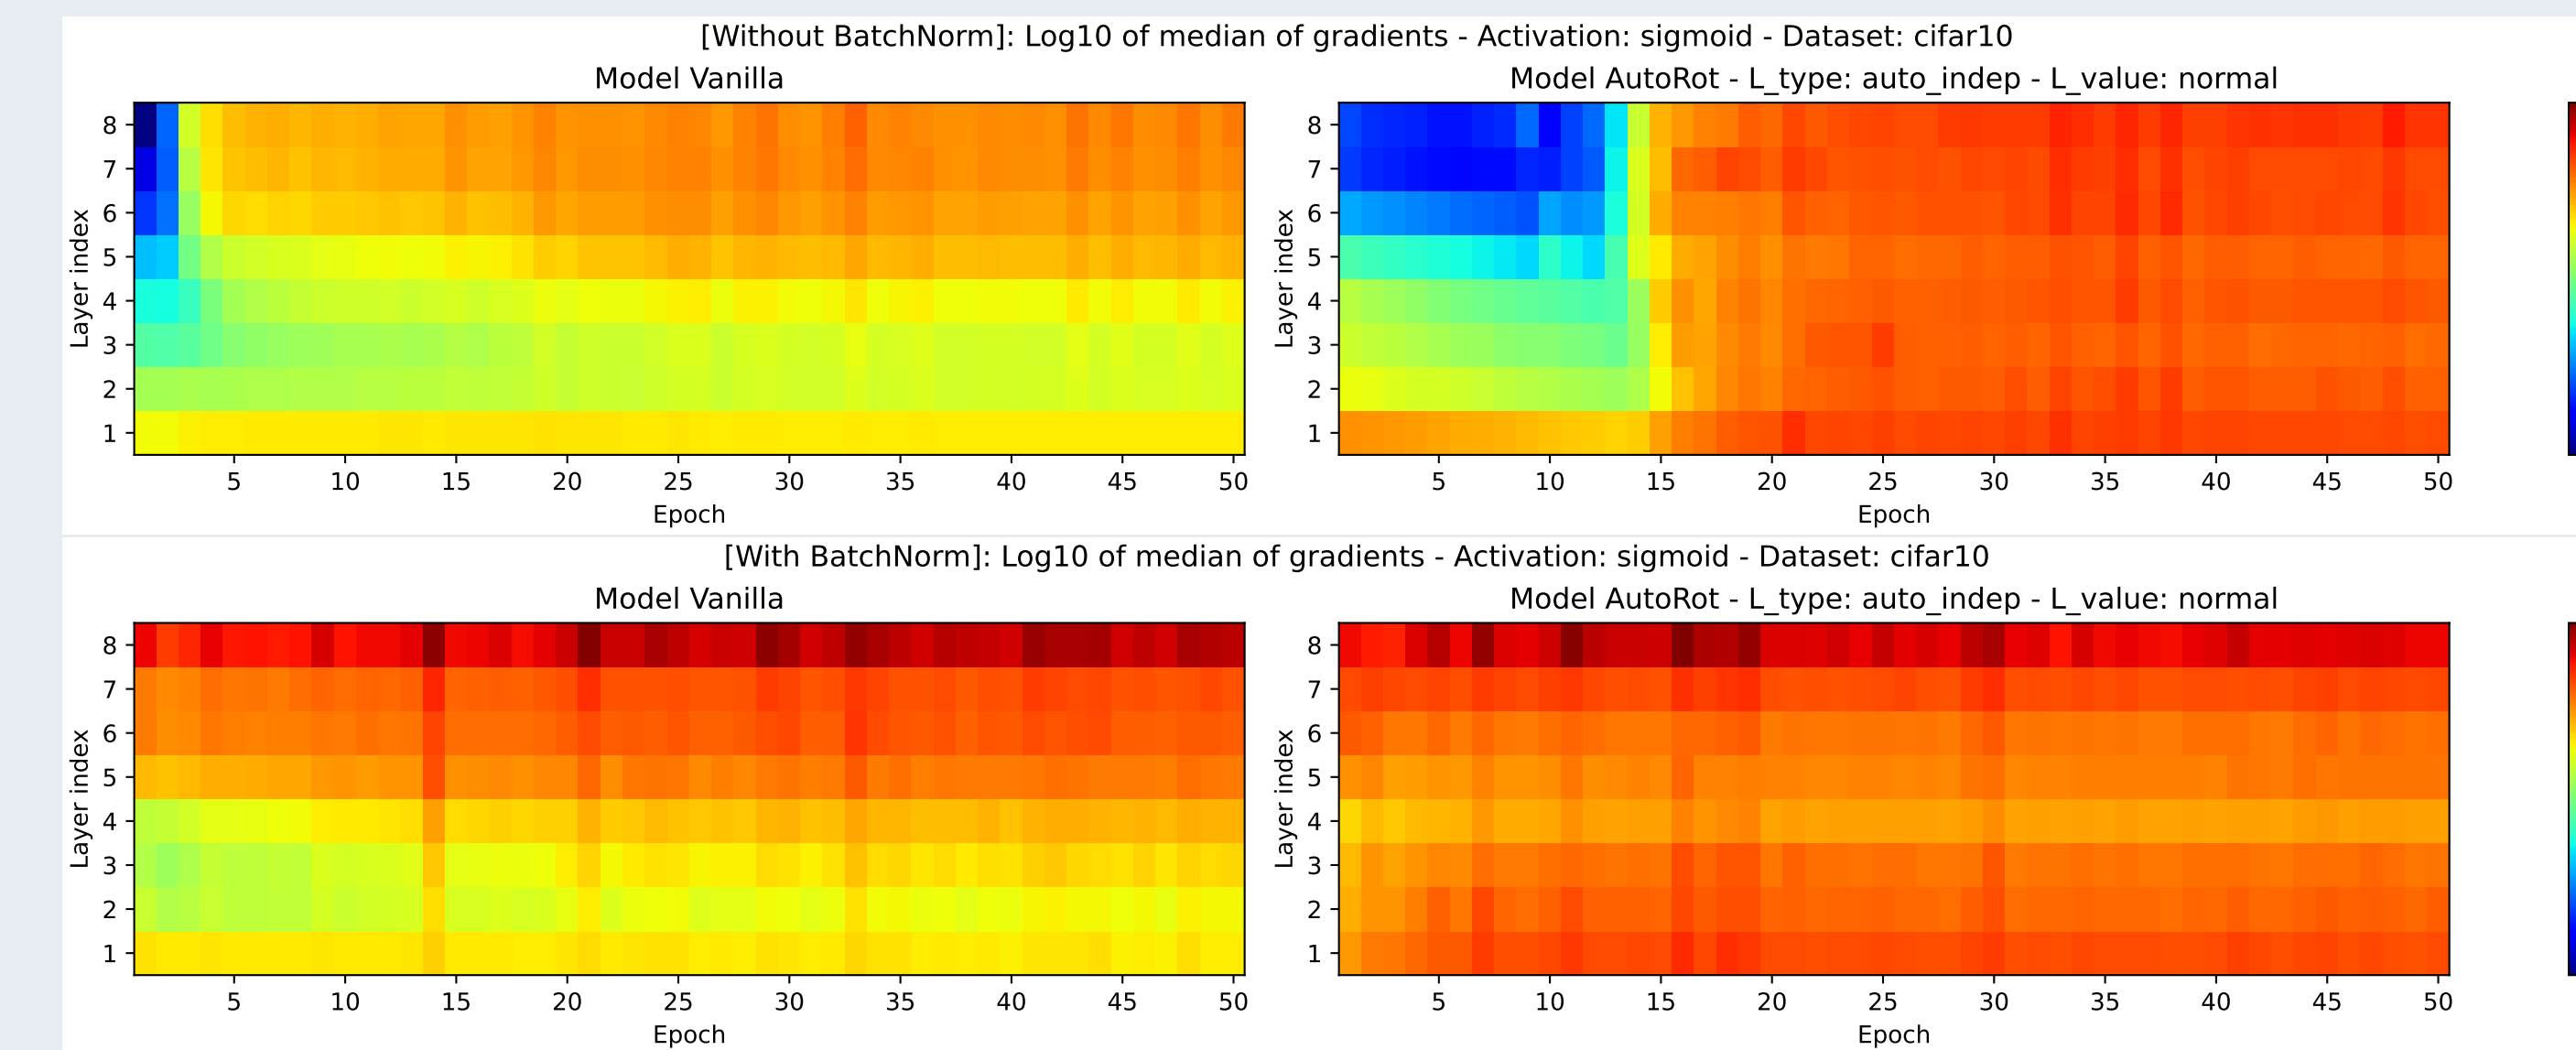 [Without BatchNorm]: Log10 of median of gradients - Activation: sigmoid - Dataset: cifar10
Model Vanilla
Model AutoRot - L_type: auto_indep - L_value: normal
Layer index
8
7
6
5
4
3
2
1
5 10 15 20 25 30 35 40 45 50
Epoch
Layer index
8
7
6
5
4
3
2
1
5 10 15 20 25 30 35 40 45 50
Epoch
[With BatchNorm]: Log10 of median of gradients - Activation: sigmoid - Dataset: cifar10
Model Vanilla
Model AutoRot - L_type: auto_indep - L_value: normal
Layer index
8
7
6
5
4
3
2
1
5 10 15 20 25 30 35 40 45 50
Epoch
Layer index
8
7
6
5
4
3
2
1
5 10 15 20 25 30 35 40 45 50
Epoch